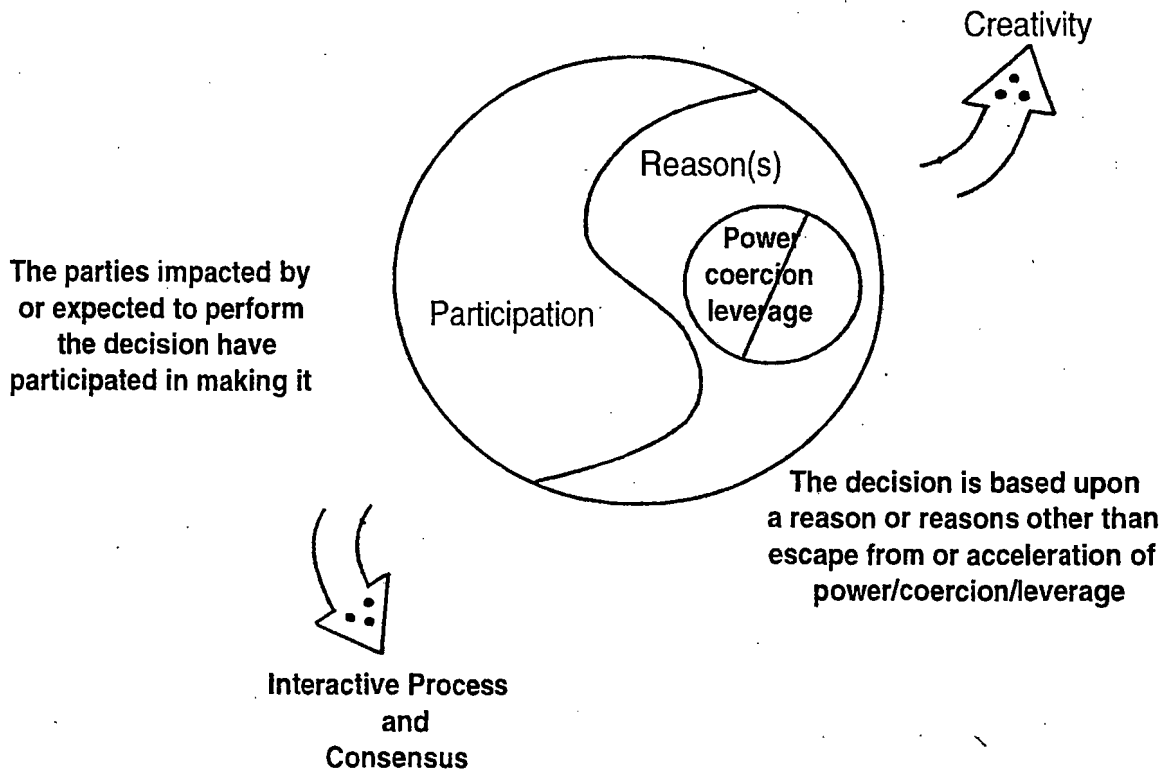 Creativity
Reason(s)
Power
coercion
leverage
Participation
The parties impacted by
or expected to perform
the decision have
participated in making it
The decision is based upon
a reason or reasons other than
escape from or acceleration of
power/coercion/leverage
Interactive Process
and
Consensus